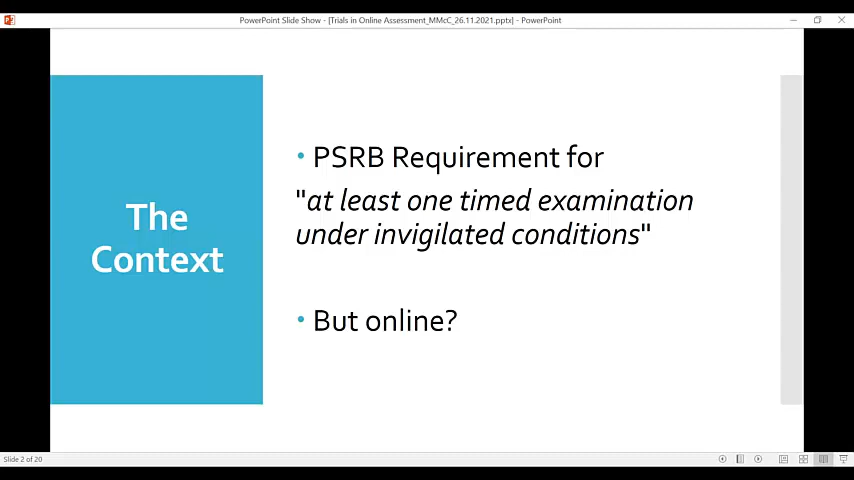 PowerPoint Slide Show - [Trials in Online Assessment_MMcC_26.11.2021.pptx] - PowerPoint
The
Context
• PSRB Requirement for
"at least one timed examination
under invigilated conditions"
• But online?
Slide 2 of 20